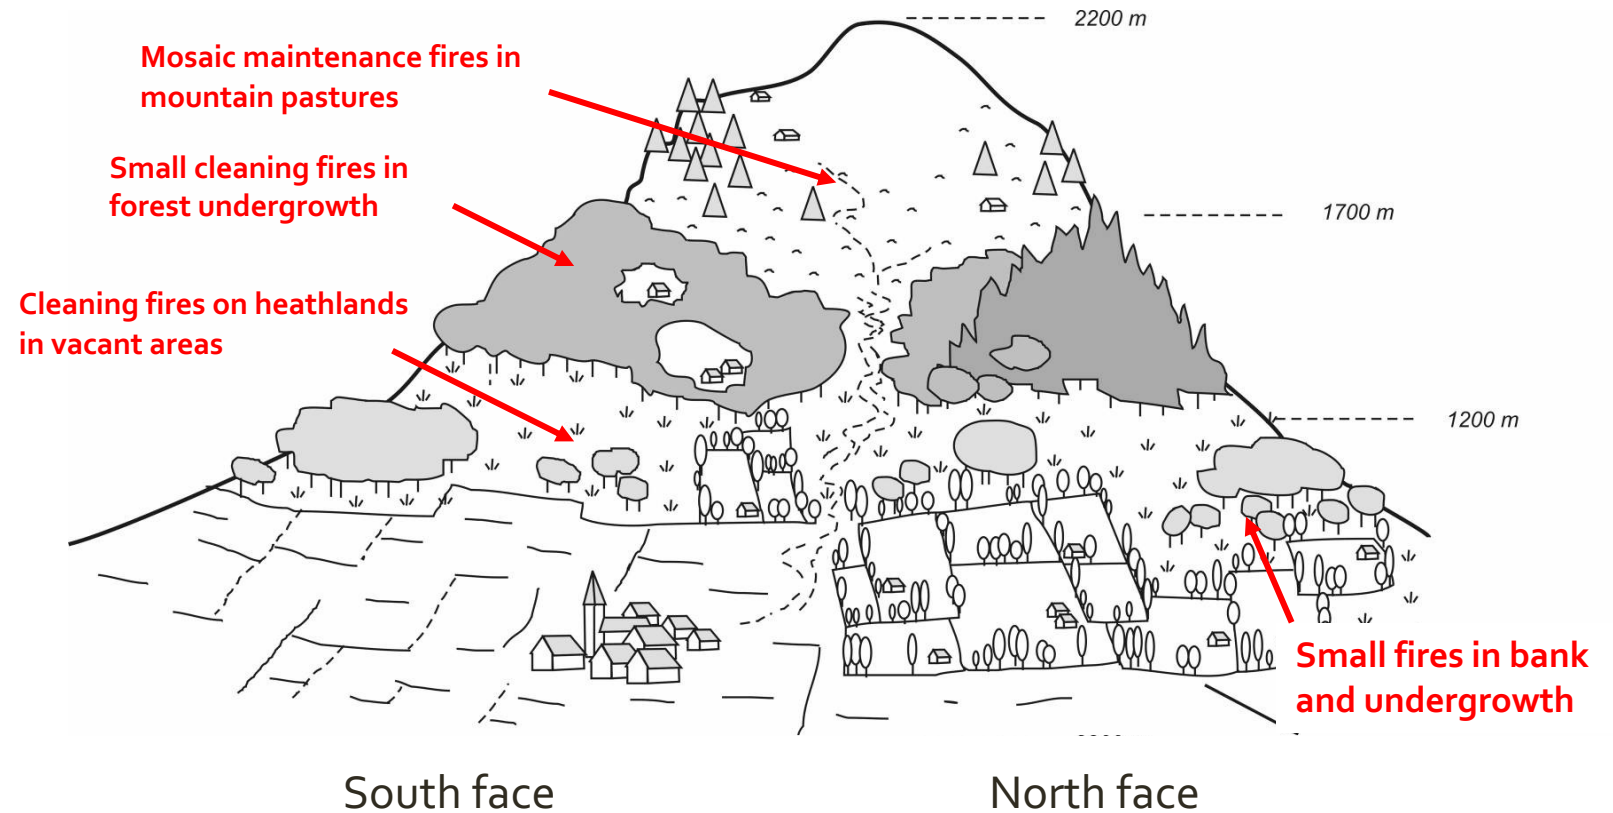 2200 m
Mosaic maintenance fires in
mountain pastures
Small cleaning fires in
forest undergrowth
1700 m
Cleaning fires on heathlands
in vacant areas
1200 m
Small fires in bank
and undergrowth
South face
North face